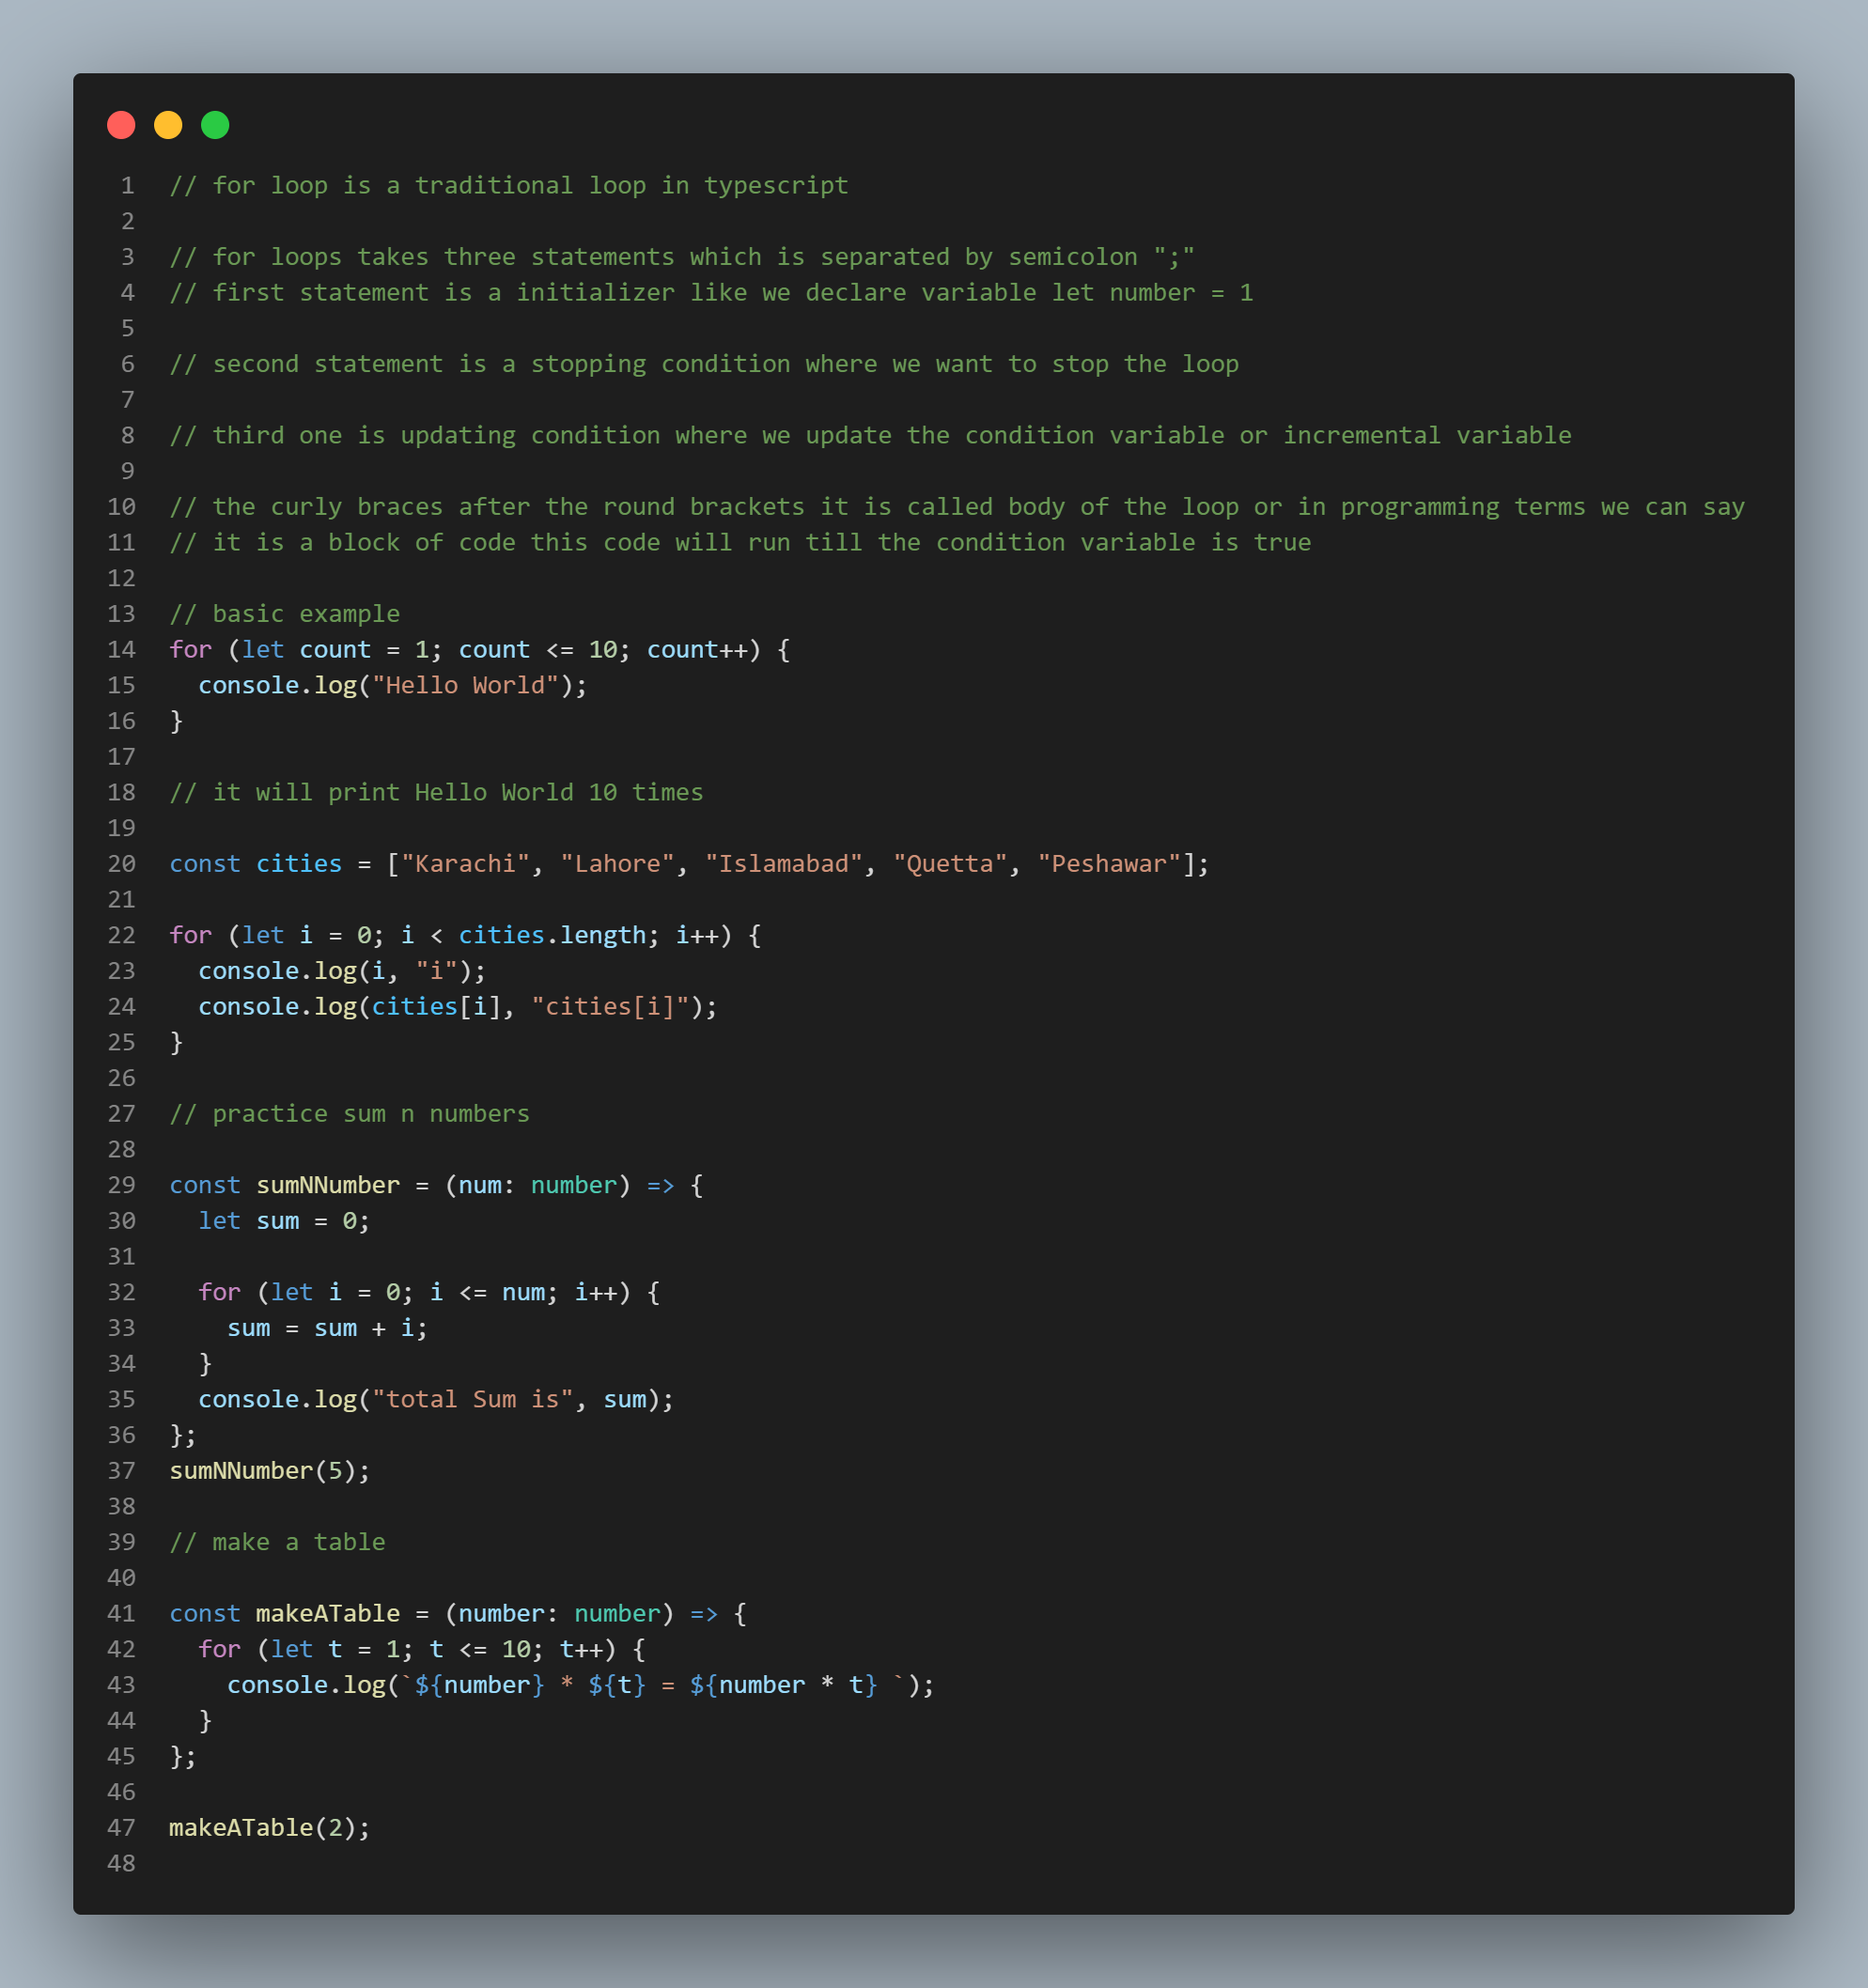 1 // for loop is a traditional loop in typescript
2
3 // for loops takes three statements which is separated by semicolon ";"
4 // first statement is a initializer like we declare variable let number = 1
5
6 // second statement is a stopping condition where we want to stop the loop
7
8 // third one is updating condition where we update the condition variable or incremental variable
9
10 // the curly braces after the round brackets it is called body of the loop or in programming terms we can say
11 // it is a block of code this code will run till the condition variable is true
12
13 // basic example
14 for (let count = 1; count <= 10; count++) {
15   console.log("Hello World");
16 }
17
18 // it will print Hello World 10 times
19
20 const cities = ["Karachi", "Lahore", "Islamabad", "Quetta", "Peshawar"];
21
22 for (let i = 0; i < cities.length; i++) {
23   console.log(i, "i");
24   console.log(cities[i], "cities[i]");
25 }
26
27 // practice sum n numbers
28
29 const sumNNumber = (num: number) => {
30   let sum = 0;
31
32   for (let i = 0; i <= num; i++) {
33     sum = sum + i;
34   }
35   console.log("total Sum is", sum);
36 };
37 sumNNumber(5);
38
39 // make a table
40
41 const makeATable = (number: number) => {
42   for (let t = 1; t <= 10; t++) {
43     console.log(`${number} * ${t} = ${number * t} `);
44   }
45 };
46
47 makeATable(2);
48